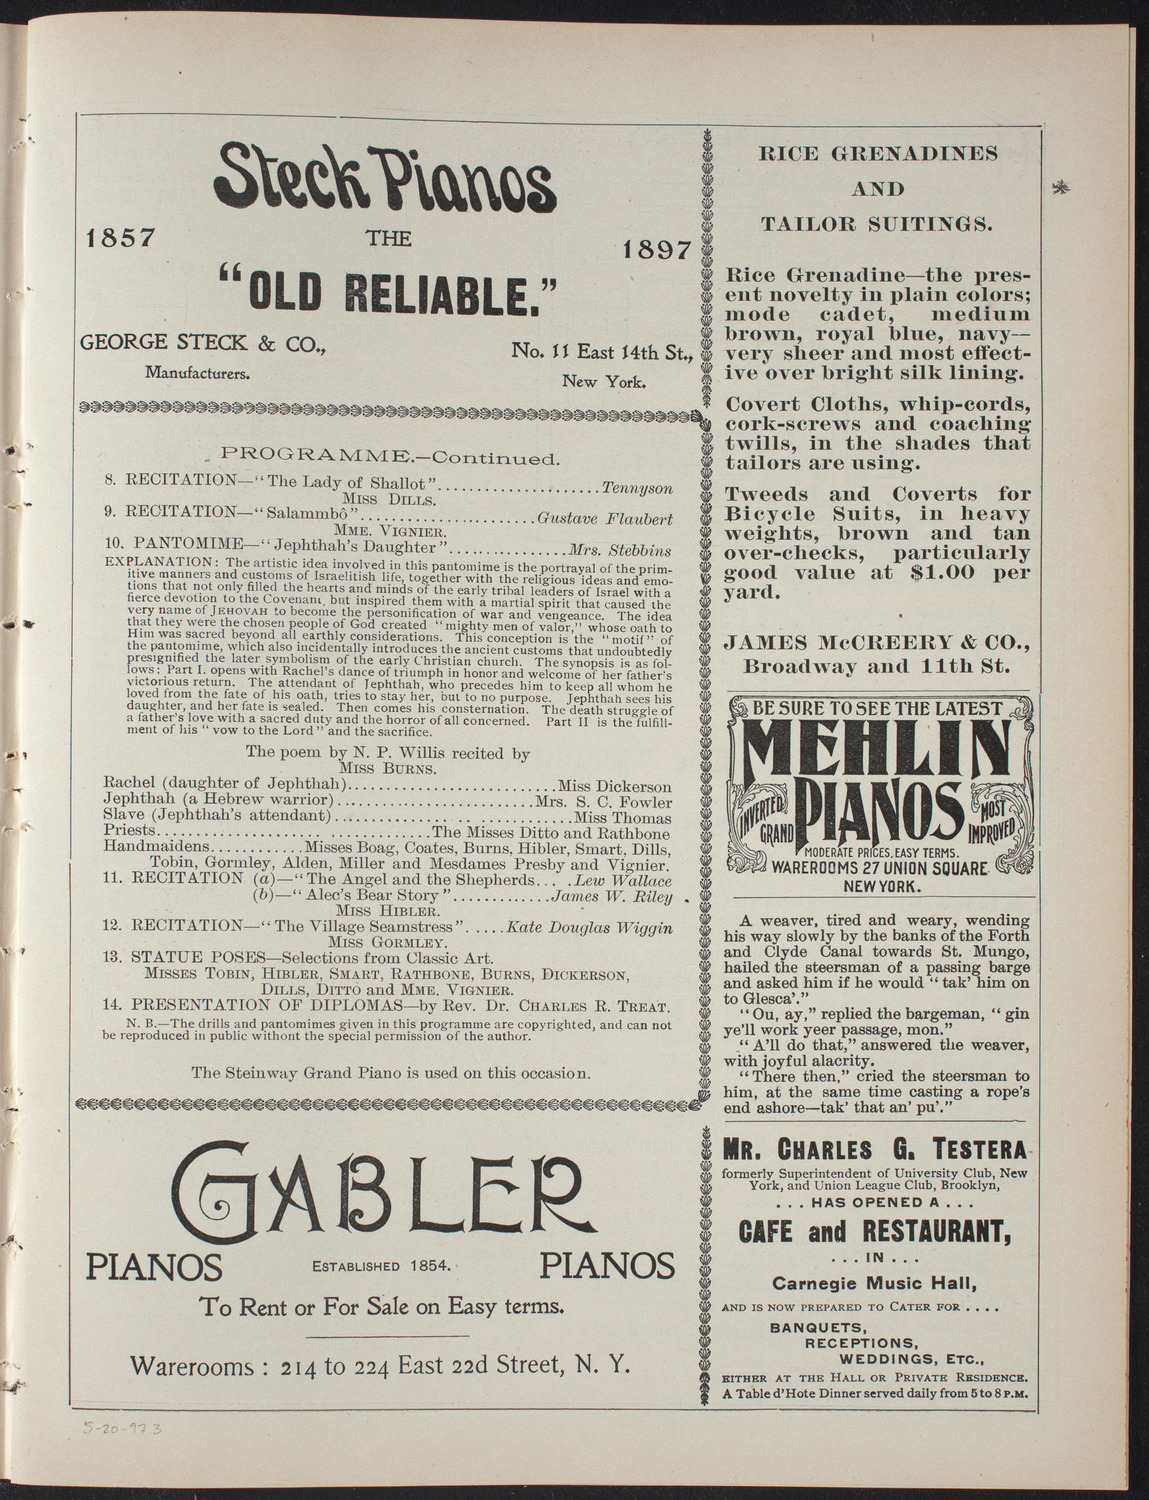 Steck Pianos
1857
THE
1897
"OLD RELIABLE."
GEORGE STECK & CO.,
Manufacturers.
No. 11 East 14th St.,
New York.
PROGRAMME.—Continued.
8. RECITATION—"The Lady of Shallot".....................Tennyson
MISS DILLS.
9. RECITATION—"Salammbô".......................Gustave Flaubert
MME. VIGNIER.
10. PANTOMIME—"Jephthah's Daughter"...............Mrs. Stebbins
EXPLANATION: The artistic idea involved in this pantomime is the portrayal of the prim-
itive manners and customs of Israelitish life, together with the religious ideas and emo-
tions that not only filled the hearts and minds of the early tribal leaders of Israel with a
fierce devotion to the Covenant, but inspired them with a martial spirit that caused the
very name of JEHOVAH to become the personification of war and vengeance. The idea
that they were the chosen people of God created "mighty men of valor," whose oath to
Him was sacred beyond all earthly considerations. This conception is the "motif" of
the pantomime, which also incidentally introduces the ancient customs that undoubtedly
presignified the later symbolism of the early Christian church. The synopsis is as fol-
lows: Part I. opens with Rachel's dance of triumph in honor and welcome of her father's
victorious return. The attendant of Jephthah, who precedes him to keep all whom he
loved from the fate of his oath, tries to stay her, but to no purpose. Jephthah sees his
daughter, and her fate is sealed. Then comes his consternation. The death struggle of
a father's love with a sacred duty and the horror of all concerned. Part II is the fulfill-
ment of his "vow to the Lord" and the sacrifice.
The poem by N. P. Willis recited by
MISS BURNS.
Rachel (daughter of Jephthah)...........................Miss Dickerson
Jephthah (a Hebrew warrior).........................Mrs. S. C. Fowler
Slave (Jephthah's attendant)..............................Miss Thomas
Priests...................................The Misses Ditto and Rathbone
Handmaidens............Misses Boag, Coates, Burns, Hibler, Smart, Dills,
Tobin, Gormley, Alden, Miller and Mesdames Presby and Vignier.
11. RECITATION (a)—"The Angel and the Shepherds... .Lew Wallace
(b)—"Alec's Bear Story".............James W. Riley
MISS HIBLER.
12. RECITATION—"The Village Seamstress".....Kate Douglas Wiggin
MISS GORMLEY.
13. STATUE POSES—Selections from Classic Art.
MISSES TOBIN, HIBLER, SMART, RATHBONE, BURNS, DICKERSON,
DILLS, DITTO and MME. VIGNIER.
14. PRESENTATION OF DIPLOMAS—by Rev. Dr. CHARLES R. TREAT.
N. B.—The drills and pantomimes given in this programme are copyrighted, and can not
be reproduced in public without the special permission of the author.
The Steinway Grand Piano is used on this occasion.
GABLER
PIANOS
ESTABLISHED 1854.
PIANOS
To Rent or For Sale on Easy terms.
Warerooms : 214 to 224 East 22d Street, N. Y.
RICE GRENADINES
AND
TAILOR SUITINGS.
Rice Grenadine—the pres-
ent novelty in plain colors;
mode cadet, medium
brown, royal blue, navy—
very sheer and most effect-
ive over bright silk lining.
Covert Cloths, whip-cords,
cork-screws and coaching
twills, in the shades that
tailors are using.
Tweeds and Coverts for
Bicycle Suits, in heavy
weights, brown and tan
over-checks, particularly
good value at $1.00 per
yard.
JAMES McCREERY & CO.,
Broadway and 11th St.
BE SURE TO SEE THE LATEST
MEHLIN
INVERTED GRAND
PIANOS
MOST IMPROVED
MODERATE PRICES. EASY TERMS.
WAREROOMS 27 UNION SQUARE
NEW YORK.
A weaver, tired and weary, wending
his way slowly by the banks of the Forth
and Clyde Canal towards St. Mungo,
hailed the steersman of a passing barge
and asked him if he would "tak' him on
to Glesca'."
"Ou, ay," replied the bargeman, "gin
ye'll work yeer passage, mon."
"A'll do that," answered the weaver,
with joyful alacrity.
"There then," cried the steersman to
him, at the same time casting a rope's
end ashore—tak' that an' pu'."
MR. CHARLES G. TESTERA
formerly Superintendent of University Club, New
York, and Union League Club, Brooklyn,
...HAS OPENED A...
CAFE and RESTAURANT,
...IN...
Carnegie Music Hall,
AND IS NOW PREPARED TO CATER FOR....
BANQUETS,
RECEPTIONS,
WEDDINGS, ETC.,
EITHER AT THE HALL OR PRIVATE RESIDENCE.
A Table d'Hote Dinner served daily from 5 to 8 P.M.
5-20-97 3